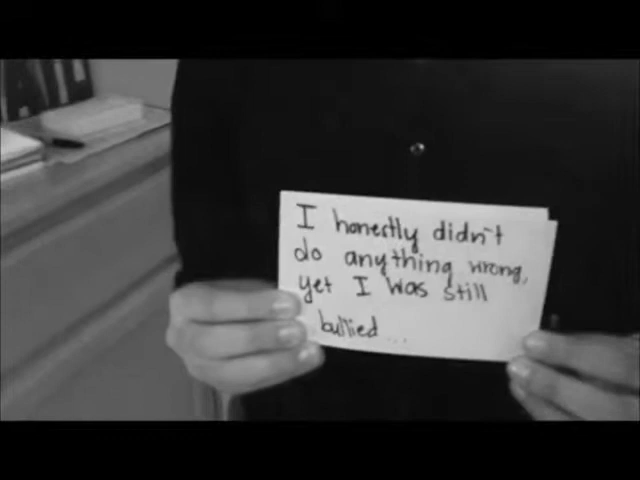 I honestly didn't
do anything wrong,
yet I was still
bullied...